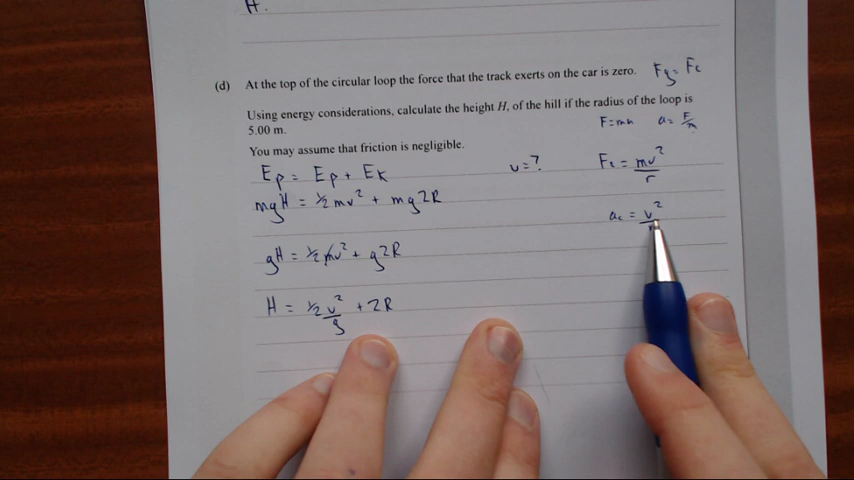 H.
(d) At the top of the circular loop the force that the track exerts on the car is zero. Fg = Fc
Using energy considerations, calculate the height H, of the hill if the radius of the loop is
5.00 m.
F=ma a = F/m
You may assume that friction is negligible.
Ep = Ep + Ek
v=?
Fc = mv²/r
mgH = ½mv² + mg2R
ac = v²
gH = ½mv² + g2R
H = ½v²/g + 2R